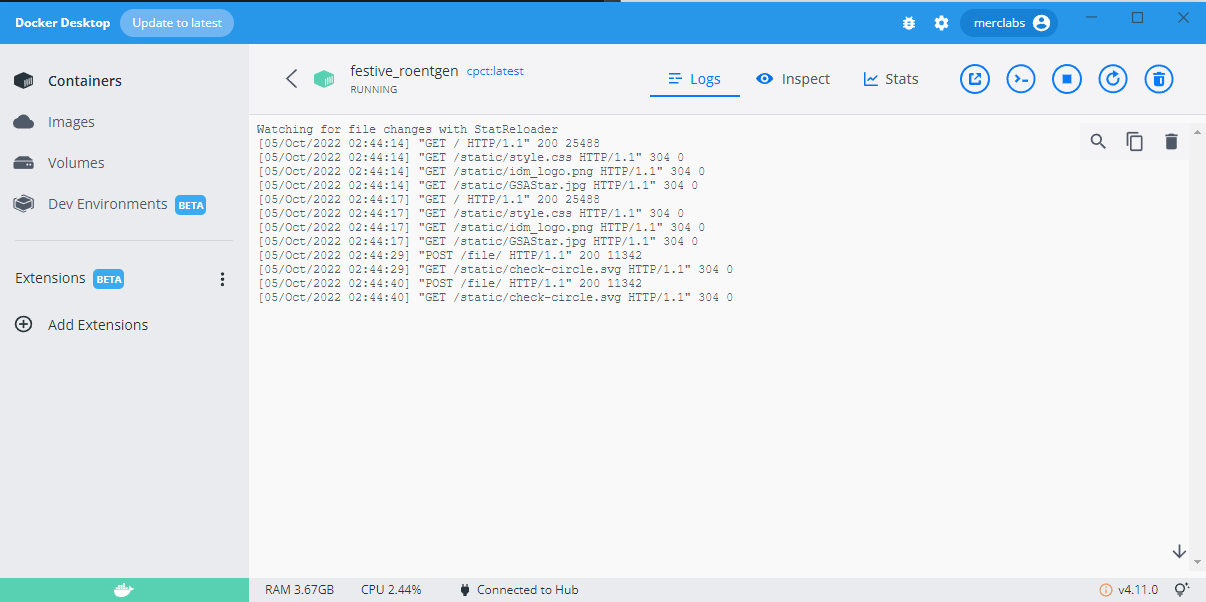 Docker Desktop Update to latest merclabs
Containers
Images
Volumes
Dev Environments BETA
Extensions BETA
Add Extensions
festive_roentgen cpct:latest
RUNNING
Logs Inspect Stats
Watching for file changes with StatReloader
[05/Oct/2022 02:44:14] "GET / HTTP/1.1" 200 25488
[05/Oct/2022 02:44:14] "GET /static/style.css HTTP/1.1" 304 0
[05/Oct/2022 02:44:14] "GET /static/idm_logo.png HTTP/1.1" 304 0
[05/Oct/2022 02:44:14] "GET /static/GSAStar.jpg HTTP/1.1" 304 0
[05/Oct/2022 02:44:17] "GET / HTTP/1.1" 200 25488
[05/Oct/2022 02:44:17] "GET /static/style.css HTTP/1.1" 304 0
[05/Oct/2022 02:44:17] "GET /static/idm_logo.png HTTP/1.1" 304 0
[05/Oct/2022 02:44:17] "GET /static/GSAStar.jpg HTTP/1.1" 304 0
[05/Oct/2022 02:44:29] "POST /file/ HTTP/1.1" 200 11342
[05/Oct/2022 02:44:29] "GET /static/check-circle.svg HTTP/1.1" 304 0
[05/Oct/2022 02:44:40] "POST /file/ HTTP/1.1" 200 11342
[05/Oct/2022 02:44:40] "GET /static/check-circle.svg HTTP/1.1" 304 0
RAM 3.67GB CPU 2.44% Connected to Hub v4.11.0